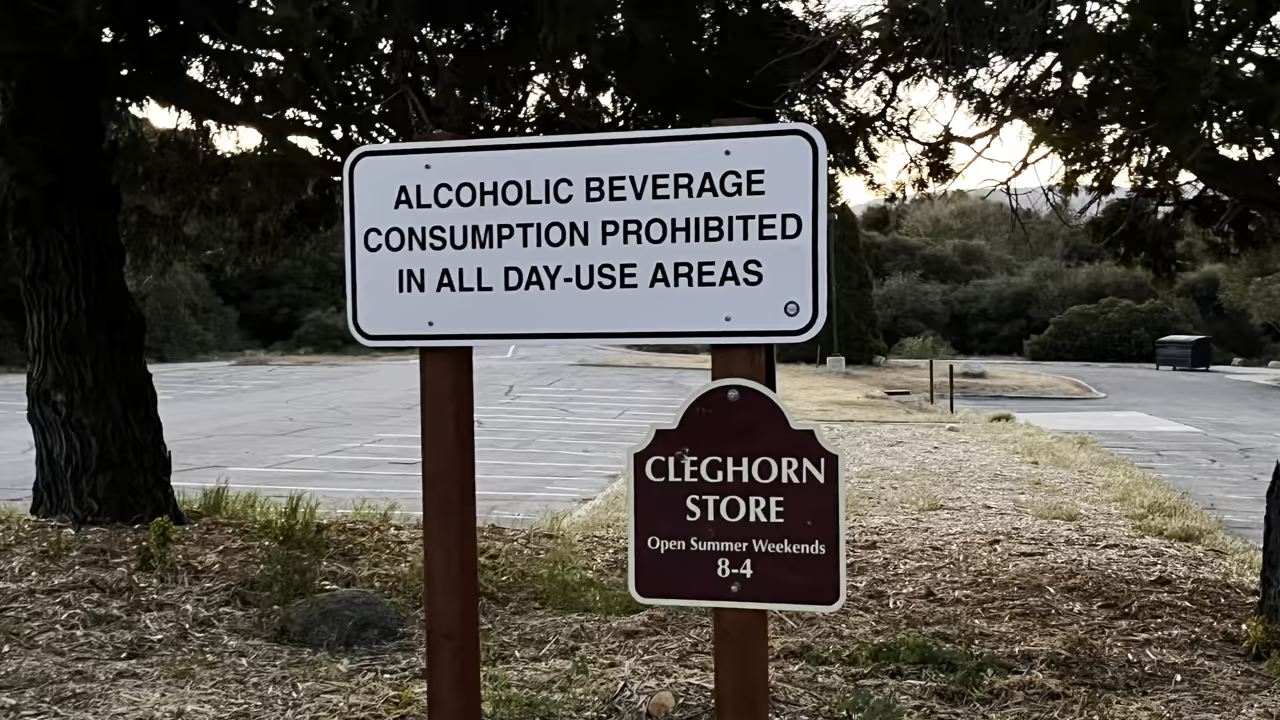 ALCOHOLIC BEVERAGE
CONSUMPTION PROHIBITED
IN ALL DAY-USE AREAS
CLEGHORN
STORE
Open Summer Weekends
8-4